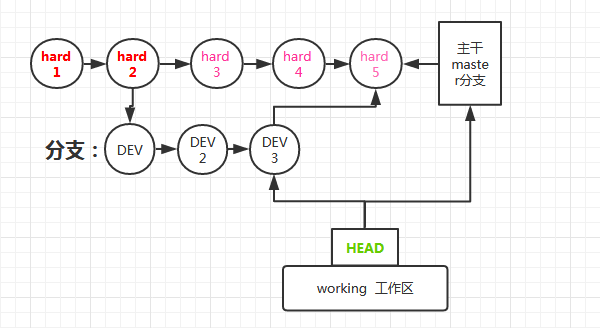 hard
1
hard
2
hard
3
hard
4
hard
5
主干
maste
r分支
分支：
DEV
DEV
2
DEV
3
HEAD
working 工作区